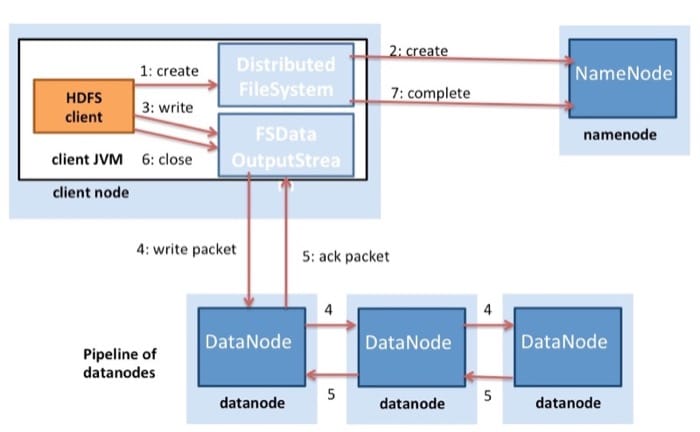 1: create
Distributed
FileSystem
2: create
NameNode
7: complete
HDFS
client
3: write
FSData
OutputStrea
namenode
client JVM
6: close
client node
4: write packet
5: ack packet
4
4
DataNode
DataNode
DataNode
Pipeline of
datanodes
5
5
datanode
datanode
datanode